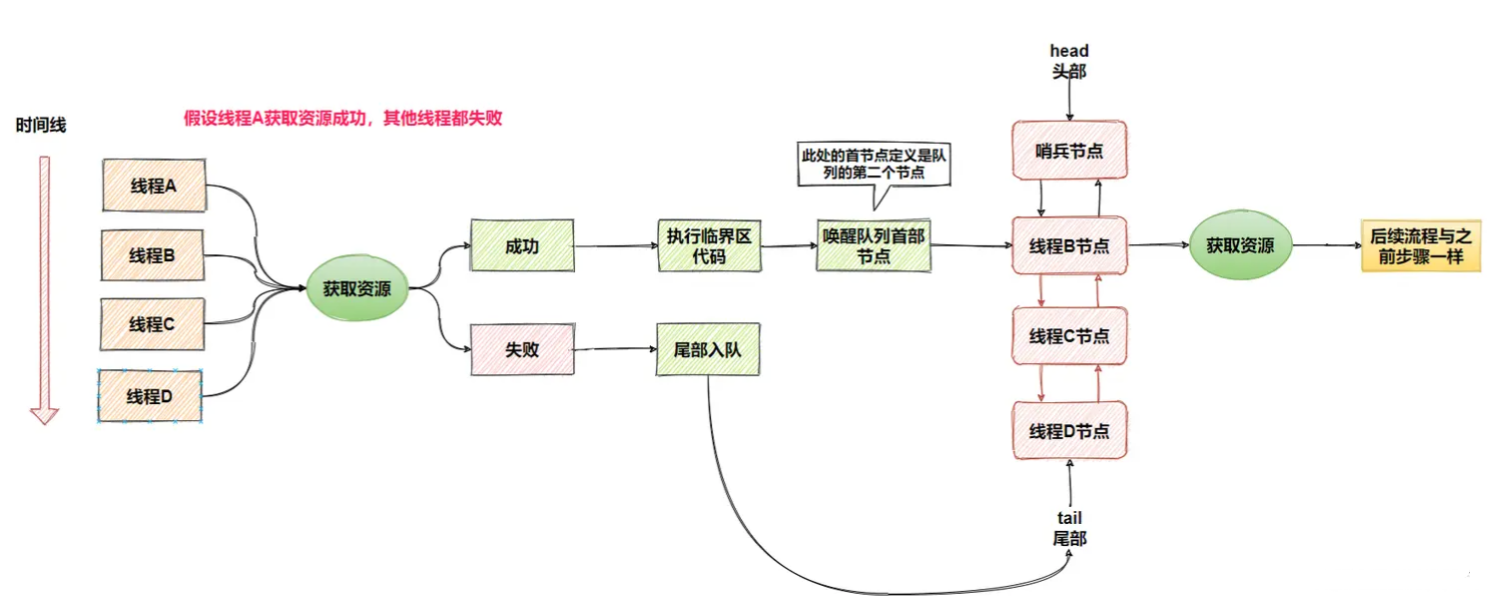 head
头部
时间线
假设线程A获取资源成功，其他线程都失败
线程A
线程B
线程C
线程D
获取资源
成功
失败
执行临界区
代码
尾部入队
此处的首节点定义是队
列的第二个节点
唤醒队列首部
节点
哨兵节点
线程B节点
线程C节点
线程D节点
tail
尾部
获取资源
后续流程与之
前步骤一样